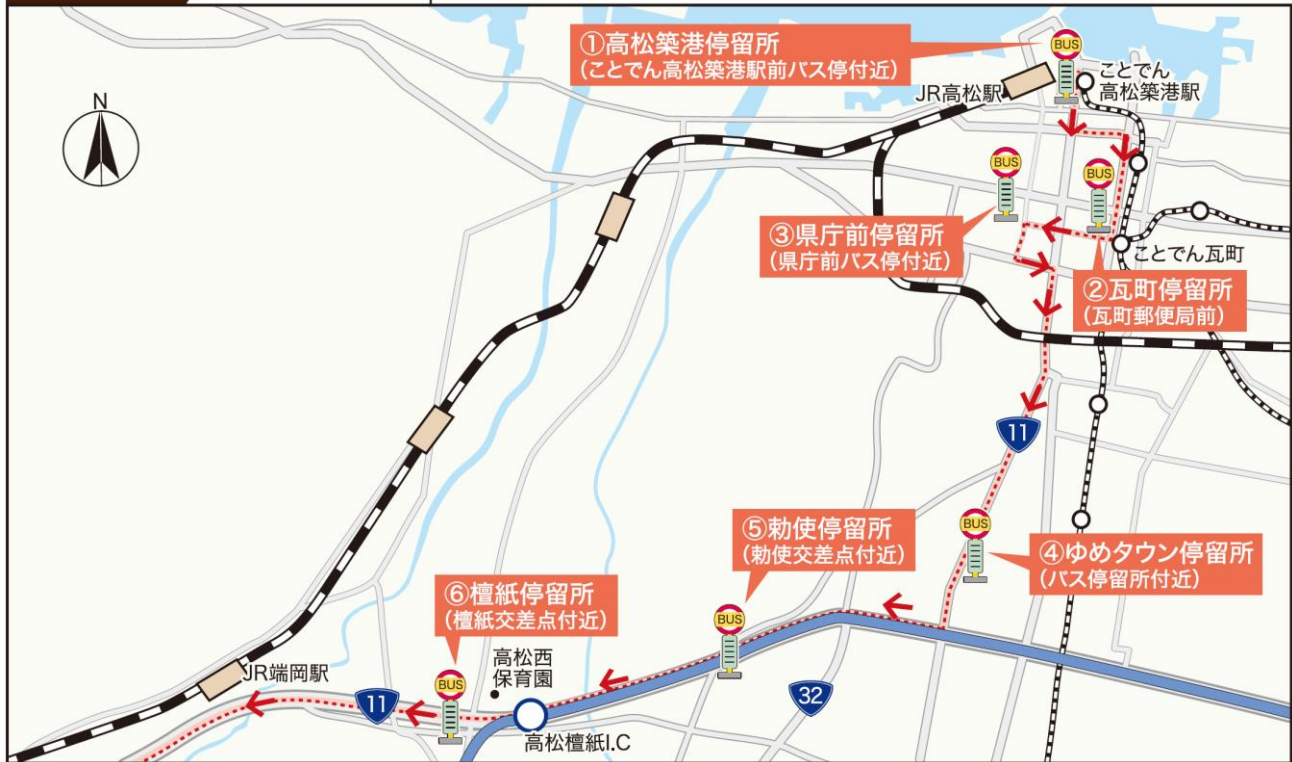 N
①高松築港停留所
(ことでん高松築港駅前バス停付近)
BUS
JR高松駅
ことでん
高松築港駅
BUS
BUS
③県庁前停留所
(県庁前バス停付近)
ことでん瓦町
②瓦町停留所
(瓦町郵便局前)
11
⑤勅使停留所
(勅使交差点付近)
BUS
④ゆめタウン停留所
(バス停留所付近)
⑥檀紙停留所
(檀紙交差点付近)
BUS
JR端岡駅
高松西
保育園
BUS
11
32
高松檀紙I.C